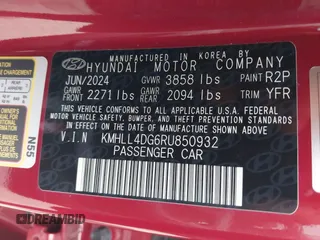 MANUFACTURED IN KOREA BY
HYUNDAI MOTOR COMPANY
JUN/2024 GVWR 3858 lbs PAINT R2P
GAWR FRONT 2271 lbs GAWR REAR 2094 lbs TRIM YFR
THIS VEHICLE CONFORMS TO ALL APPLICABLE
U.S. FEDERAL MOTOR VEHICLE SAFETY,
BUMPER, AND THEFT PREVENTION STANDARDS
IN EFFECT ON THE DATE OF MANUFACTURE
SHOWN ABOVE.
V.I.N KMHLL4DG6RU850932
PASSENGER CAR
N55